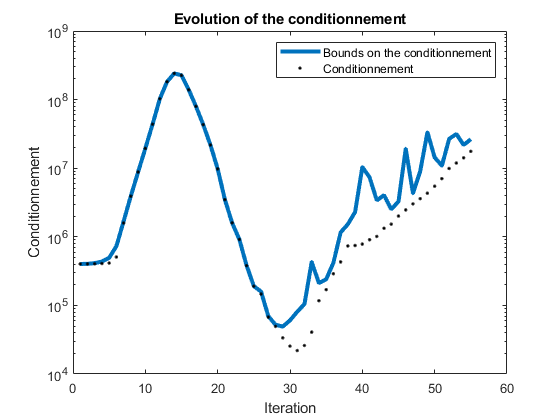 Evolution of the conditionnement
Bounds on the conditionnement
Conditionnement
Conditionnement
10^9
10^8
10^7
10^6
10^5
10^4
0 10 20 30 40 50 60
Iteration